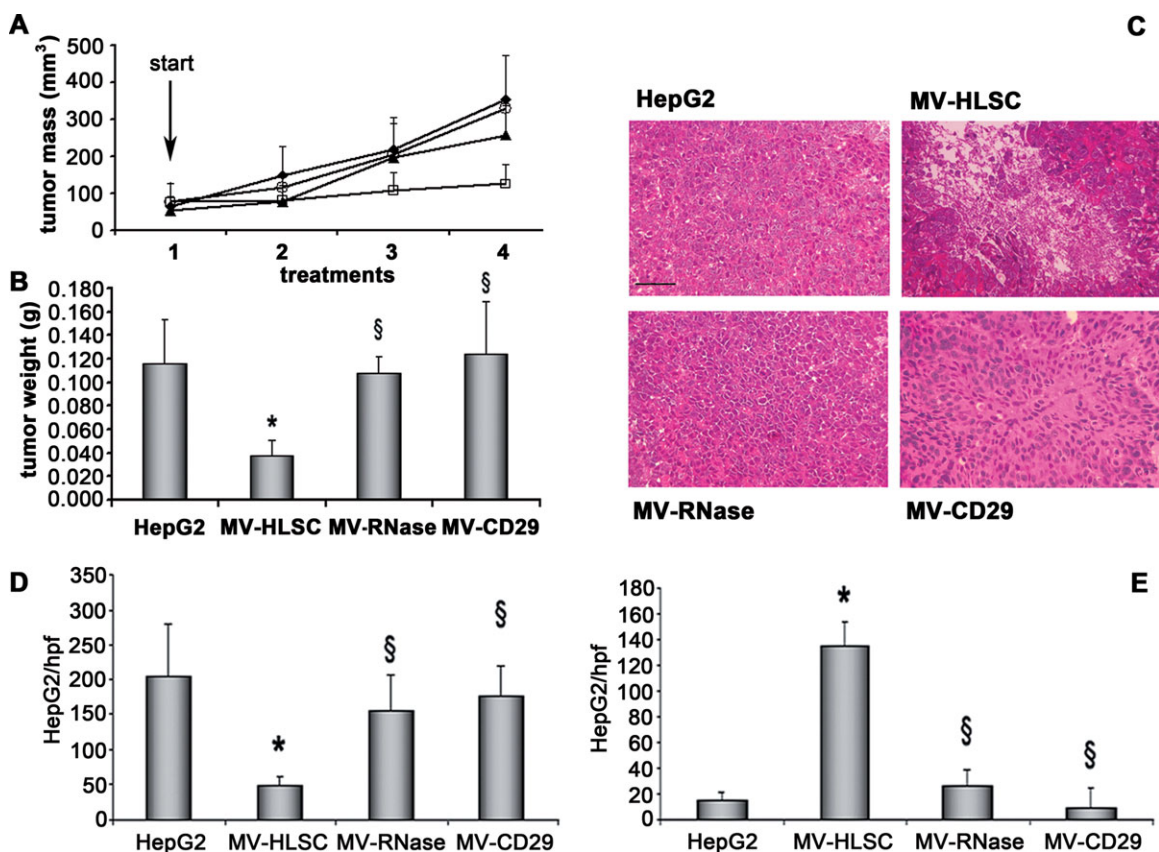 A
tumor mass (mm³)
500
400
300
200
100
0
start
1 2 3 4
treatments
B
tumor weight (g)
0.180
0.160
0.140
0.120
0.100
0.080
0.060
0.040
0.020
0.000
*
§
§
HepG2 MV-HLSC MV-RNase MV-CD29
C
HepG2 MV-HLSC
MV-RNase MV-CD29
D
HepG2/hpf
350
300
250
200
150
100
50
0
*
§
§
HepG2 MV-HLSC MV-RNase MV-CD29
E
HepG2/hpf
180
160
140
120
100
80
60
40
20
0
*
§
§
HepG2 MV-HLSC MV-RNase MV-CD29